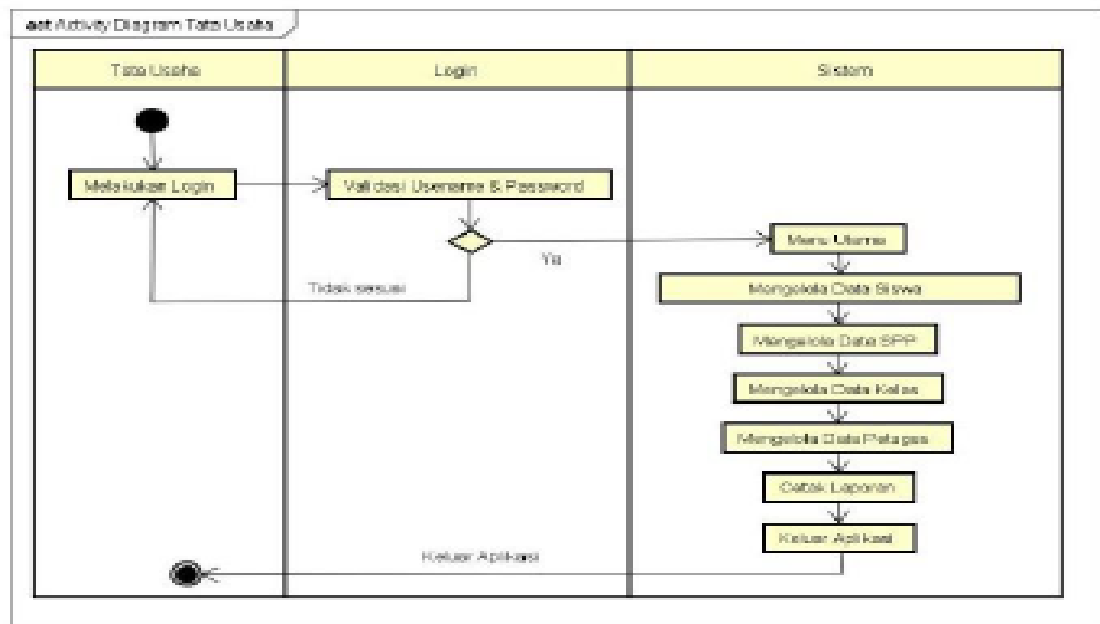 act Activity Diagram Tata Usaha
Tata Usaha
Login
Sistem
Melakukan Login
Validasi Usename & Password
Ya
Tidak sesuai
Menu Utama
Mengelola Data Siswa
Mengelola Data SPP
Mengelola Data Kelas
Mengelola Data Petugas
Cetak Laporan
Keluar Aplikasi
Keluar Aplikasi